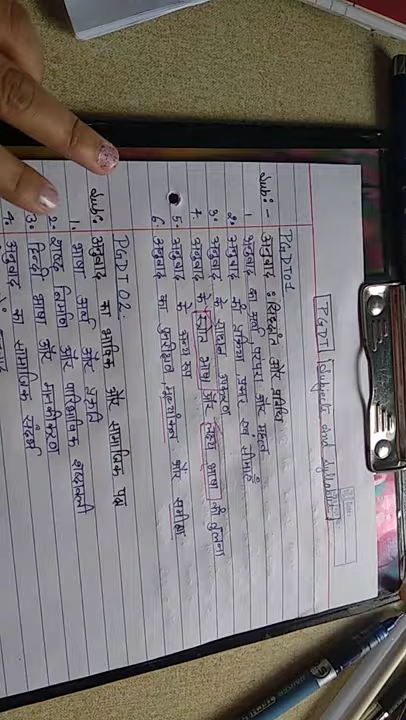 PGDT Subjects and Syllabus
PGDT01
Sub:- अनुवाद : सिद्धांत और प्रविधि
1. अनुवाद का अर्थ परंपरा और महत्व
2. अनुवाद की प्रक्रिया प्रकार एवं सीमाएँ
3. अनुवाद के साधन उपकरण
4. अनुवाद में स्रोत भाषा और लक्ष्य भाषा की तुलना
5. अनुवाद के
6. अनुवाद का पुनरीक्षण, मूल्यांकन और समीक्षा
PGDT 02.
Sub:- अनुवाद का भाषिक और सामाजिक पक्ष
1. भाषा अर्थ और प्रकृति
2. शब्द निर्माण और पारिभाषिक शब्दावली
3. हिन्दी भाषा और मानकीकरण
4. अनुवाद का सामाजिक संदर्भ